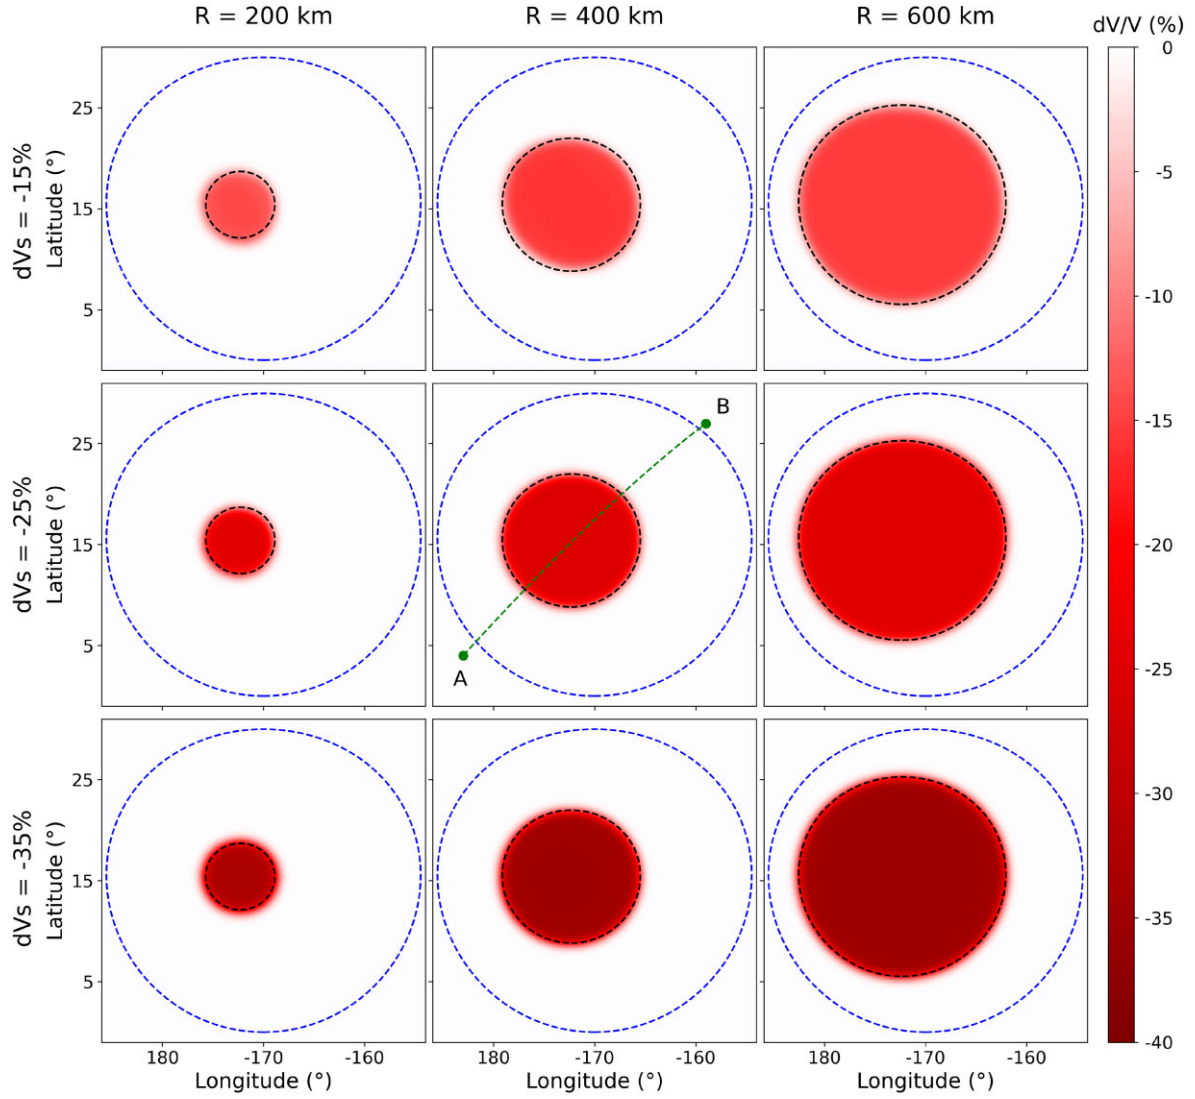 R = 200 km
R = 400 km
R = 600 km
dV/V (%)
dVs = -15%
Latitude (°)
25
15
5
dVs = -25%
Latitude (°)
25
15
5
B
A
dVs = -35%
Latitude (°)
25
15
5
180
-170
-160
180
-170
-160
180
-170
-160
Longitude (°)
Longitude (°)
Longitude (°)
0
-5
-10
-15
-20
-25
-30
-35
-40